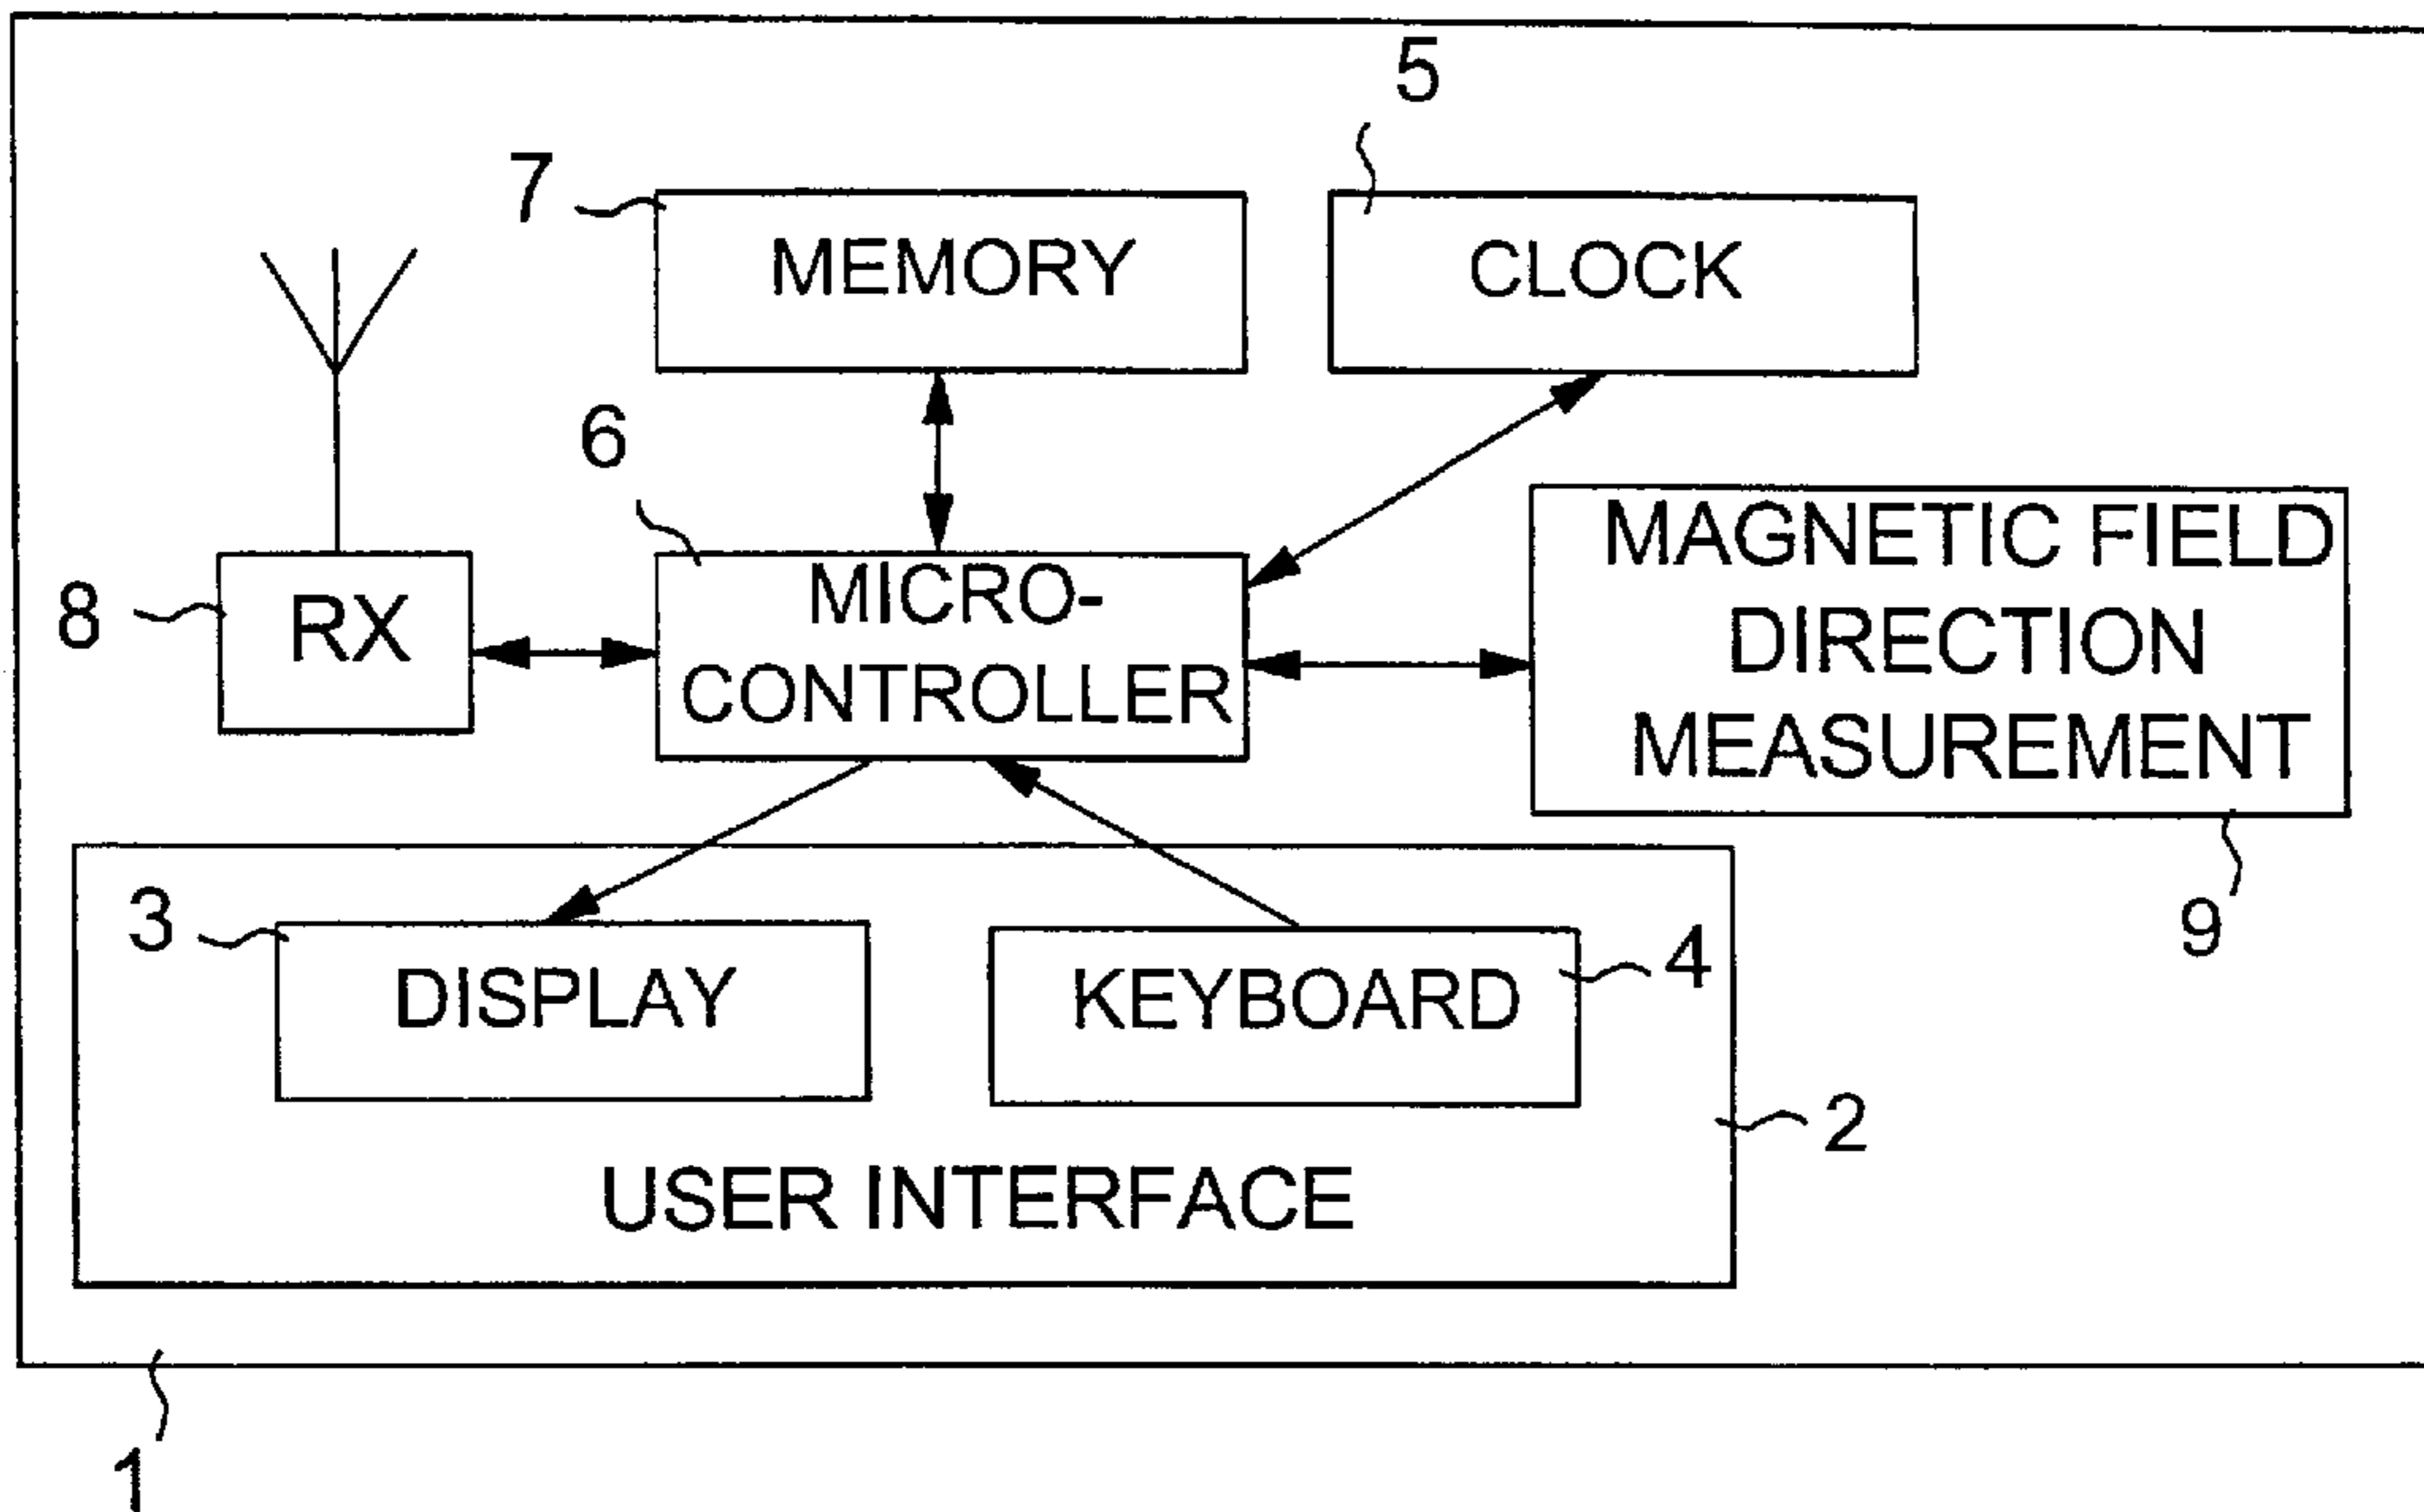 5
7
MEMORY
CLOCK
6
MAGNETIC FIELD
DIRECTION
MEASUREMENT
8
RX
MICRO-
CONTROLLER
3
DISPLAY
KEYBOARD
4
9
2
USER INTERFACE
1